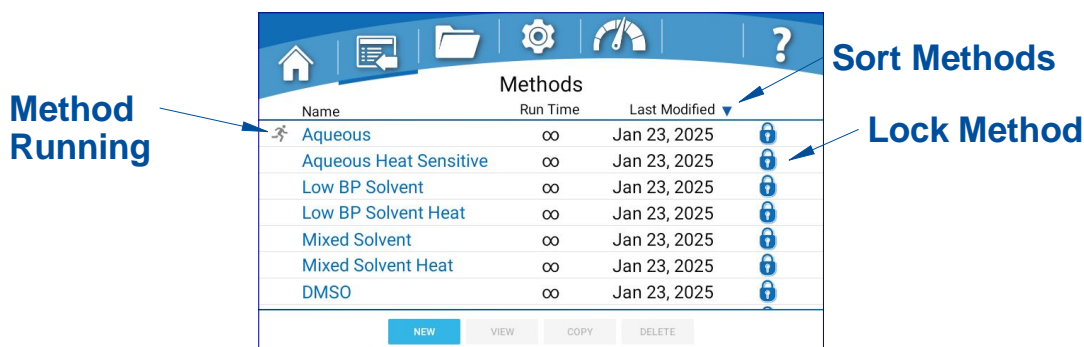 ?
Sort Methods
Methods
Method
Running
Name Run Time Last Modified ▼
Aqueous ∞ Jan 23, 2025
Lock Method
Aqueous Heat Sensitive ∞ Jan 23, 2025
Low BP Solvent ∞ Jan 23, 2025
Low BP Solvent Heat ∞ Jan 23, 2025
Mixed Solvent ∞ Jan 23, 2025
Mixed Solvent Heat ∞ Jan 23, 2025
DMSO ∞ Jan 23, 2025
NEW VIEW COPY DELETE